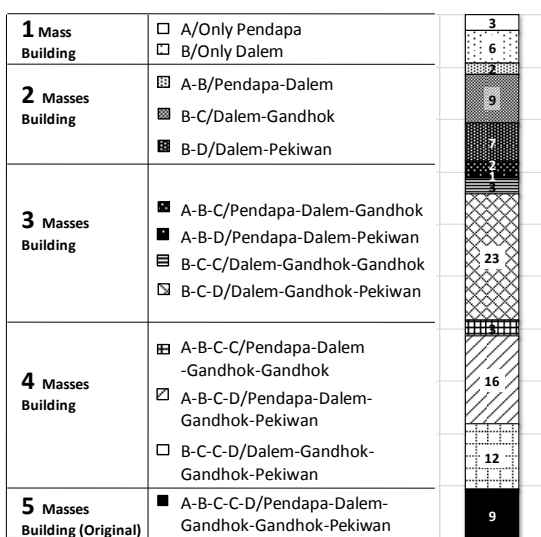 1 Mass
Building
A/Only Pendapa
B/Only Dalem
2 Masses
Building
A-B/Pendapa-Dalem
B-C/Dalem-Gandhok
B-D/Dalem-Pekiwan
3 Masses
Building
A-B-C/Pendapa-Dalem-Gandhok
A-B-D/Pendapa-Dalem-Pekiwan
B-C-C/Dalem-Gandhok-Gandhok
B-C-D/Dalem-Gandhok-Pekiwan
4 Masses
Building
A-B-C-C/Pendapa-Dalem
-Gandhok-Gandhok
A-B-C-D/Pendapa-Dalem-
Gandhok-Pekiwan
B-C-C-D/Dalem-Gandhok-
Gandhok-Pekiwan
5 Masses
Building (Original)
A-B-C-C-D/Pendapa-Dalem-
Gandhok-Gandhok-Pekiwan
3
6
2
9
7
2
1
3
23
3
16
12
9